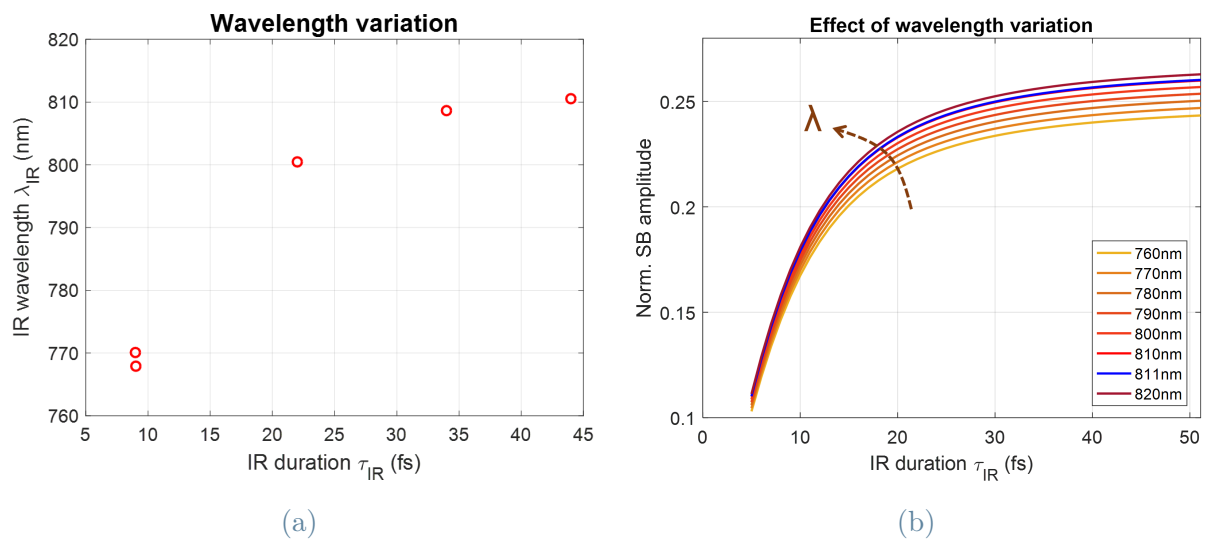 Wavelength variation
820
810
800
790
780
770
760
IR wavelength λIR (nm)
5
10
15
20
25
30
35
40
45
IR duration τIR (fs)
(a)
Effect of wavelength variation
0.25
0.2
0.15
0.1
Norm. SB amplitude
λ
760nm
770nm
780nm
790nm
800nm
810nm
811nm
820nm
0
10
20
30
40
50
IR duration τIR (fs)
(b)